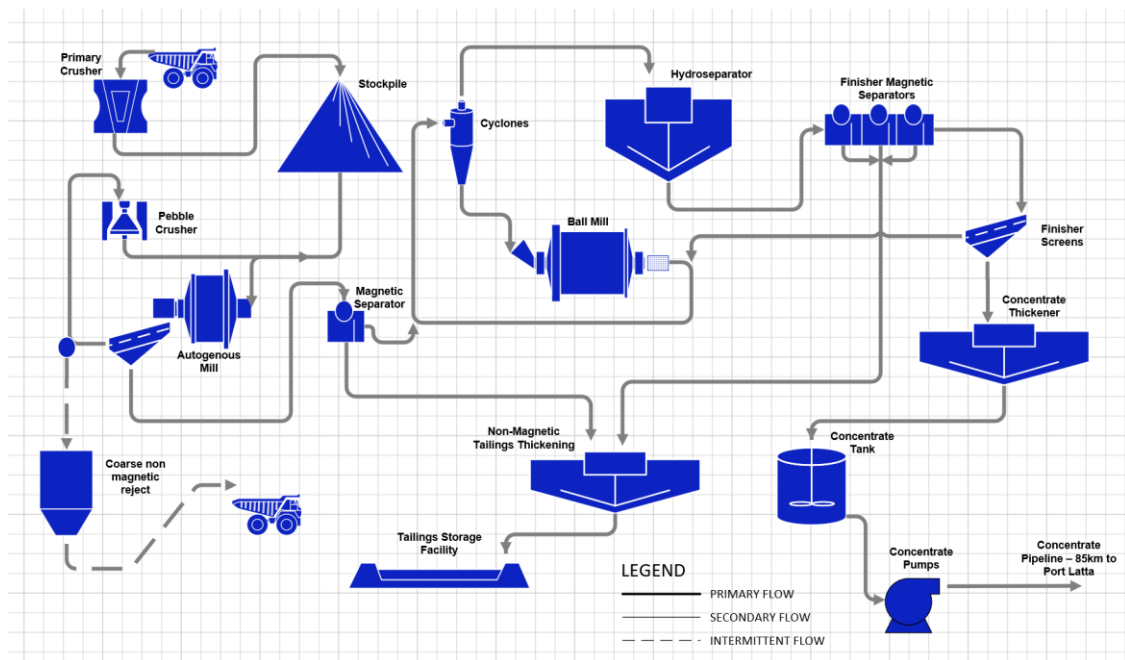 Primary
Crusher
Stockpile
Cyclones
Hydroseparator
Finisher Magnetic
Separators
Pebble
Crusher
Ball Mill
Finisher
Screens
Magnetic
Separator
Autogenous
Mill
Concentrate
Thickener
Non-Magnetic
Tailings Thickening
Concentrate
Tank
Coarse non
magnetic
reject
Tailings Storage
Facility
Concentrate
Pumps
Concentrate
Pipeline – 85km to
Port Latta
LEGEND
PRIMARY FLOW
SECONDARY FLOW
INTERMITTENT FLOW